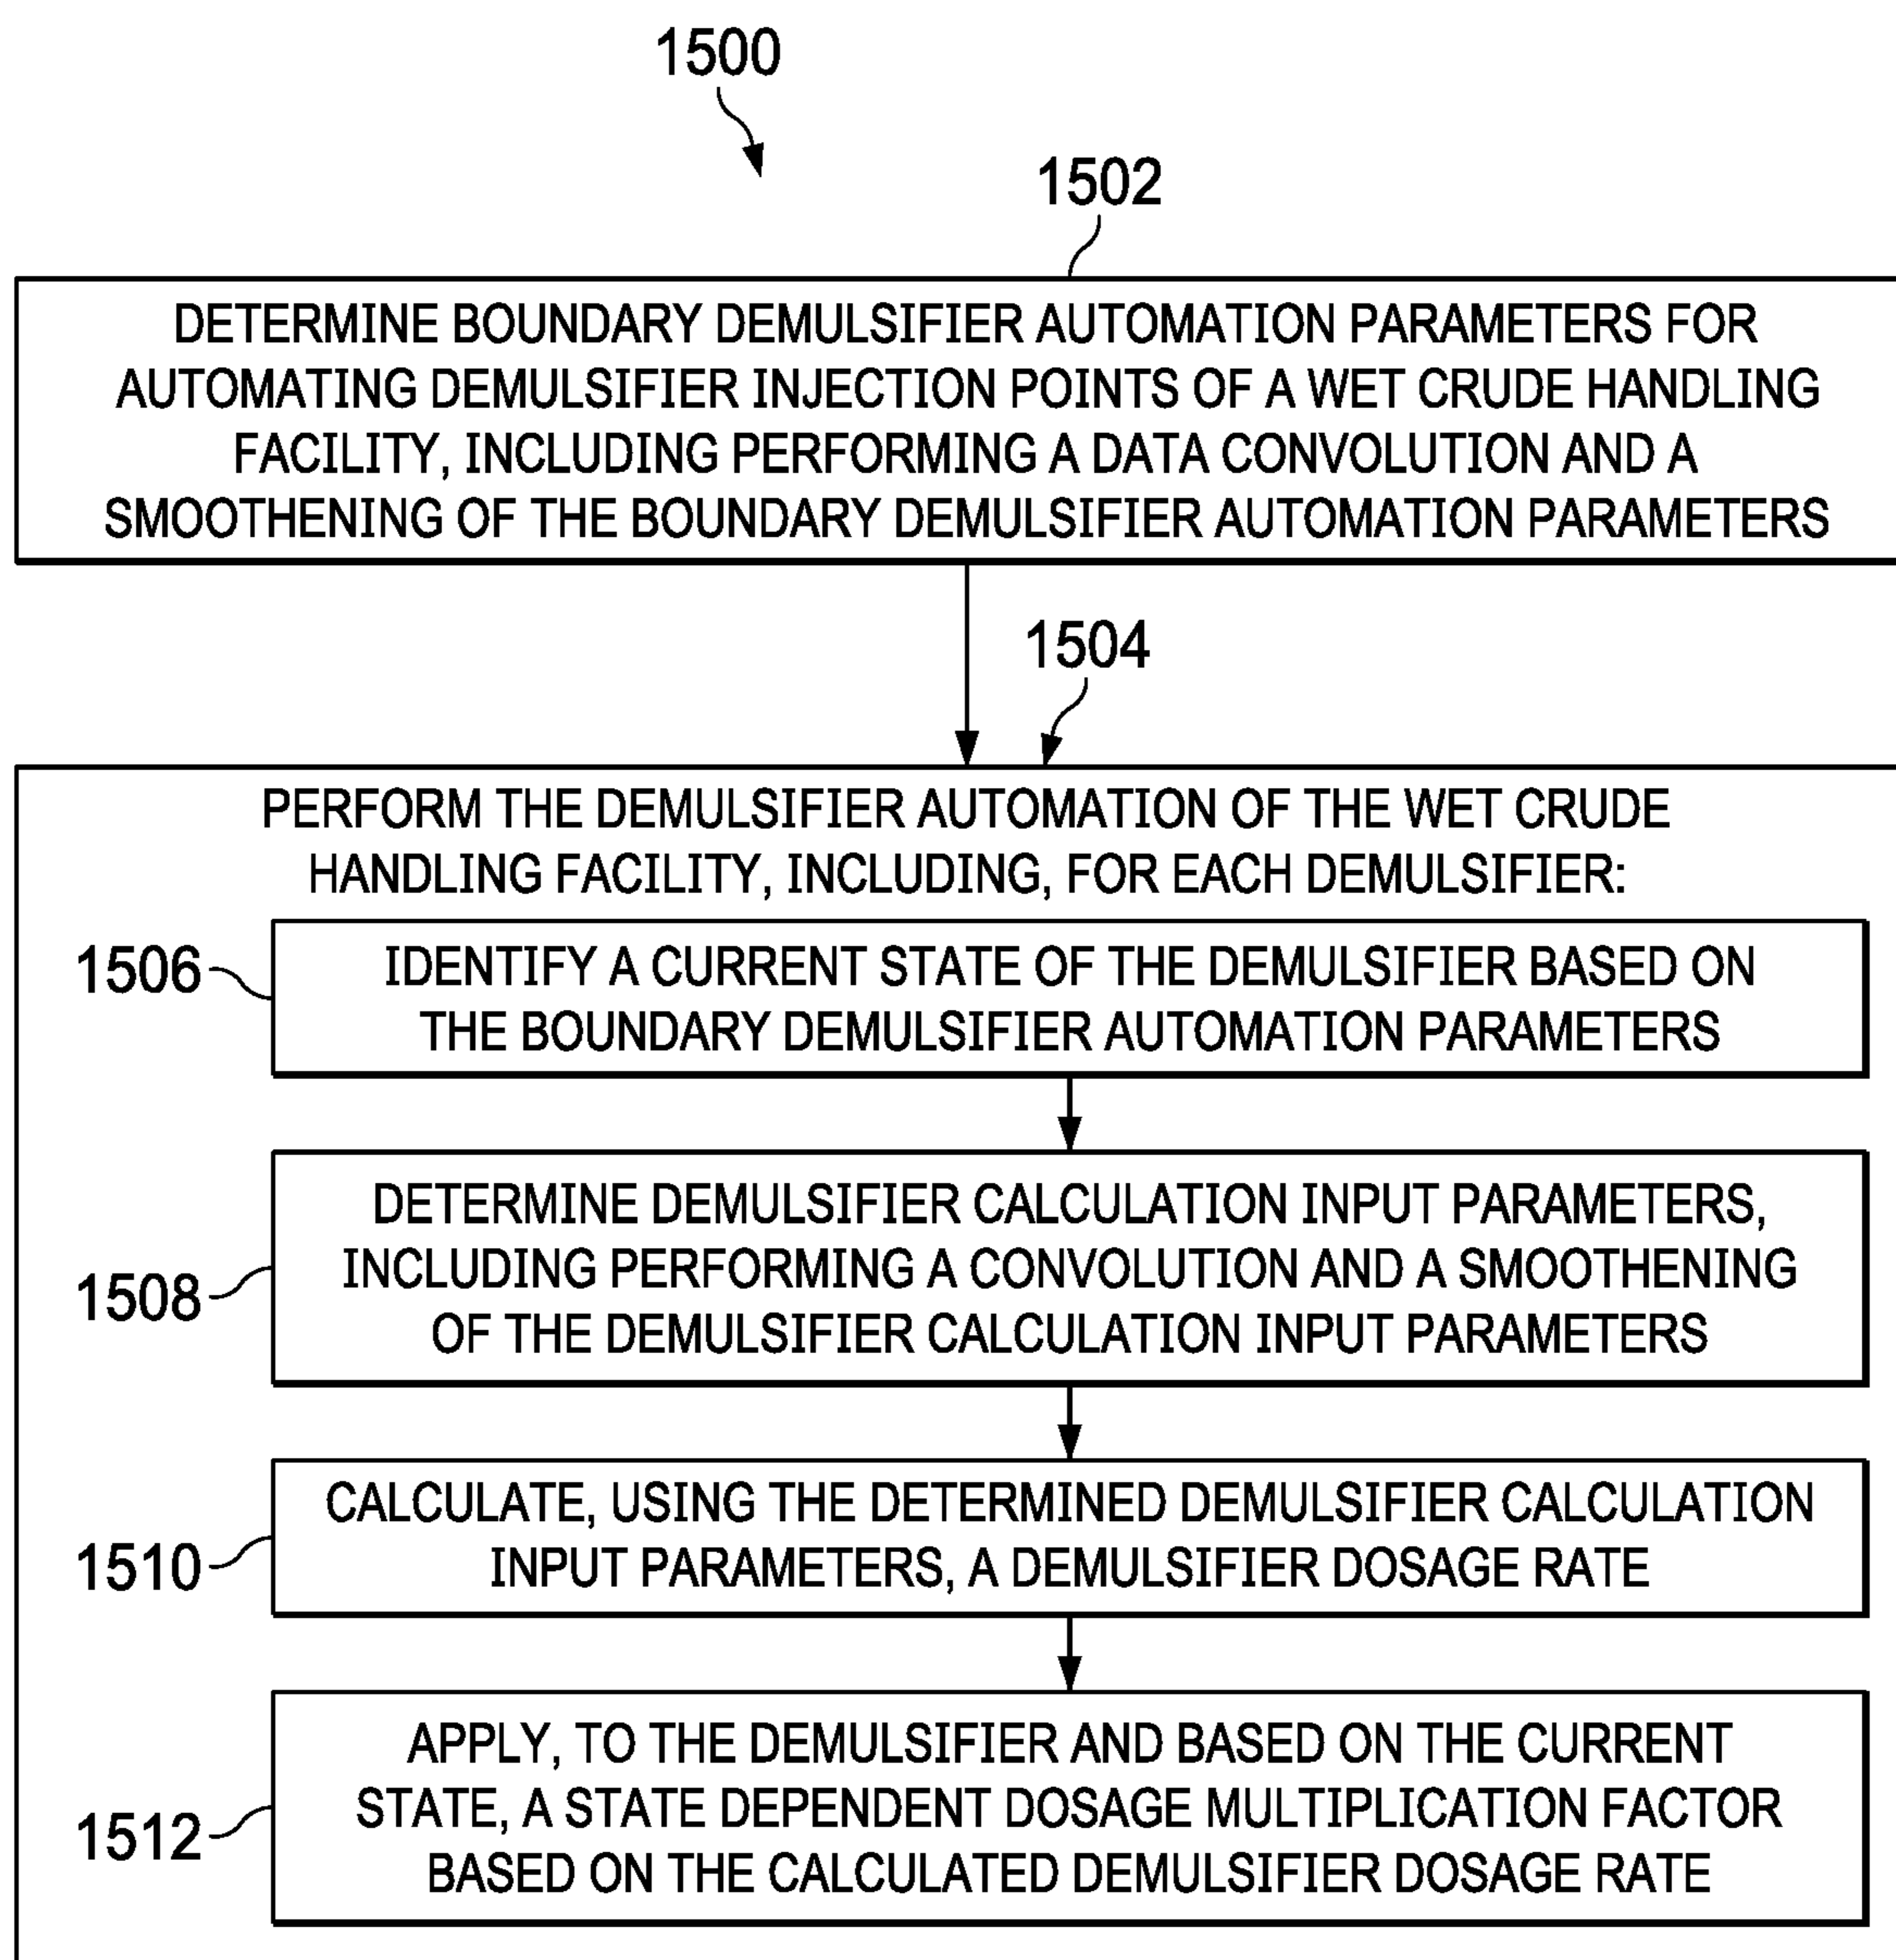 1500
1502
DETERMINE BOUNDARY DEMULSIFIER AUTOMATION PARAMETERS FOR
AUTOMATING DEMULSIFIER INJECTION POINTS OF A WET CRUDE HANDLING
FACILITY, INCLUDING PERFORMING A DATA CONVOLUTION AND A
SMOOTHENING OF THE BOUNDARY DEMULSIFIER AUTOMATION PARAMETERS
1504
PERFORM THE DEMULSIFIER AUTOMATION OF THE WET CRUDE
HANDLING FACILITY, INCLUDING, FOR EACH DEMULSIFIER:
1506
IDENTIFY A CURRENT STATE OF THE DEMULSIFIER BASED ON
THE BOUNDARY DEMULSIFIER AUTOMATION PARAMETERS
1508
DETERMINE DEMULSIFIER CALCULATION INPUT PARAMETERS,
INCLUDING PERFORMING A CONVOLUTION AND A SMOOTHENING
OF THE DEMULSIFIER CALCULATION INPUT PARAMETERS
1510
CALCULATE, USING THE DETERMINED DEMULSIFIER CALCULATION
INPUT PARAMETERS, A DEMULSIFIER DOSAGE RATE
1512
APPLY, TO THE DEMULSIFIER AND BASED ON THE CURRENT
STATE, A STATE DEPENDENT DOSAGE MULTIPLICATION FACTOR
BASED ON THE CALCULATED DEMULSIFIER DOSAGE RATE